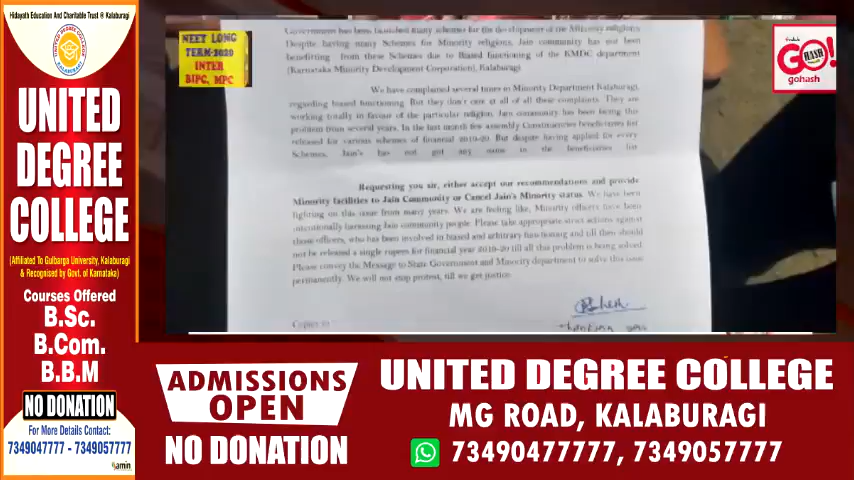 Hidayath Education And Charitable Trust @ Kalaburagi
UNITED DEGREE COLLEGE
KALABURAGI
UNITED
DEGREE
COLLEGE
(Affiliated To Gulbarga University, Kalaburagi
& Recognised by Govt. of Karnataka)
Courses Offered
B.Sc.
B.Com.
B.B.M
NO DONATION
For More Details Contact:
7349047777 - 7349057777
amin
NEET LONG
TERM-2020
INTER
BIPC, MPC
GO!
HASH
gohash
Government has been launched many schemes for the development of the Minority religions.
Despite having many Schemes for Minority religions, Jain community has not been
benefitting from these Schemes due to Biased functioning of the KMDC department
(Karnataka Minority Development Corporation), Kalaburagi
We have complained several times to Minority Department Kalaburagi,
regarding biased functioning. But they don't care at all of all these complaints. They are
working totally in favour of the particular religion. Jain community has been facing this
problem from several years. In the last month few assembly Constituencies beneficiaries list
released for various schemes of financial 2019-20. But despite having applied for every
Schemes, Jain's has not got any name in the beneficiaries list
Requesting you sir, either accept our recommendations and provide
Minority facilities to Jain Community or Cancel Jain's Minority status. We have been
fighting on this issue from many years. We are feeling like, Minority officers have been
intentionally harassing Jain community people. Please take appropriate strict actions against
those officers, who has been involved in biased and arbitrary functioning and till then should
not be released a single rupees for financial year 2019-20 till all this problem is being solved
Please convey the Message to State Government and Minority department to solve this issue
permanently. We will not stop protest, till we get justice.
Copies to
ADMISSIONS
OPEN
NO DONATION
UNITED DEGREE COLLEGE
MG ROAD, KALABURAGI
73490477777, 7349057777